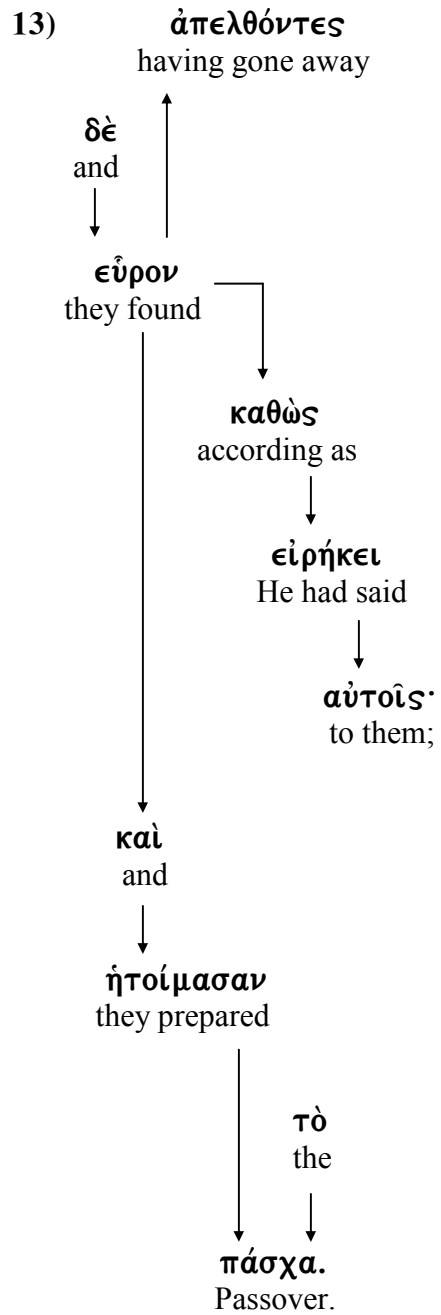 13) ἀπελθόντες
having gone away
δὲ
and
εὗρον
they found
καθὼς
according as
εἰρήκει
He had said
αὐτοῖς·
to them;
καὶ
and
ἡτοίμασαν
they prepared
τὸ
the
πάσχα.
Passover.